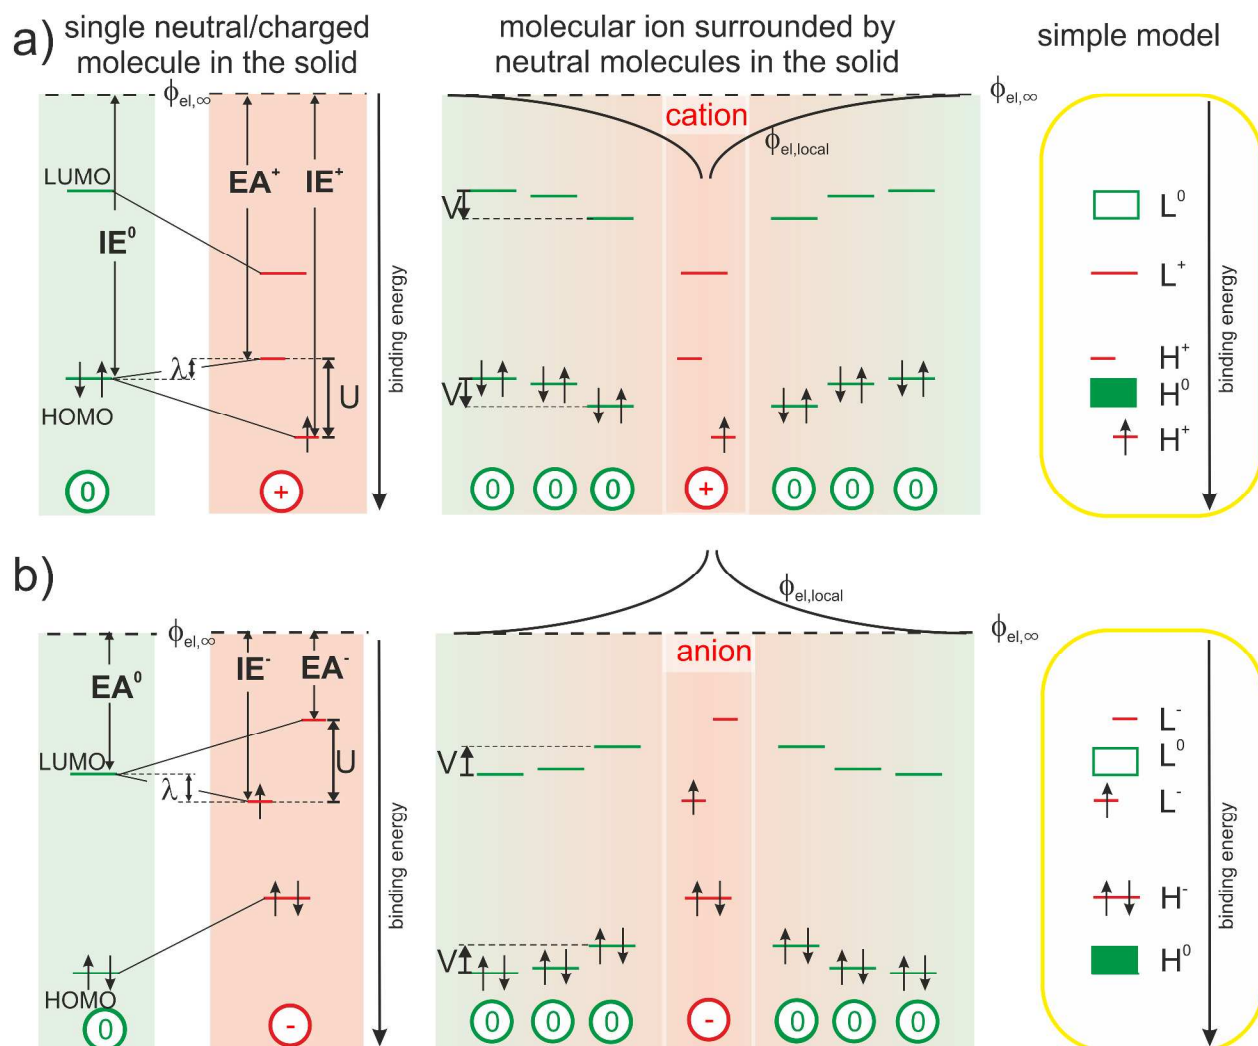 a)
single neutral/charged
molecule in the solid
molecular ion surrounded by
neutral molecules in the solid
simple model
ϕel,∞
LUMO
IE⁰
EA⁺
IE⁺
λ
U
HOMO
0
+
binding energy
cation
ϕel,local
ϕel,∞
V
V
0
0
0
+
0
0
0
L⁰
L⁺
H⁺
H⁰
H⁺
binding energy
b)
ϕel,∞
EA⁰
IE⁻
EA⁻
LUMO
λ
U
HOMO
0
-
binding energy
ϕel,local
ϕel,∞
anion
V
V
0
0
0
-
0
0
0
L⁻
L⁰
L⁻
H⁻
H⁰
binding energy